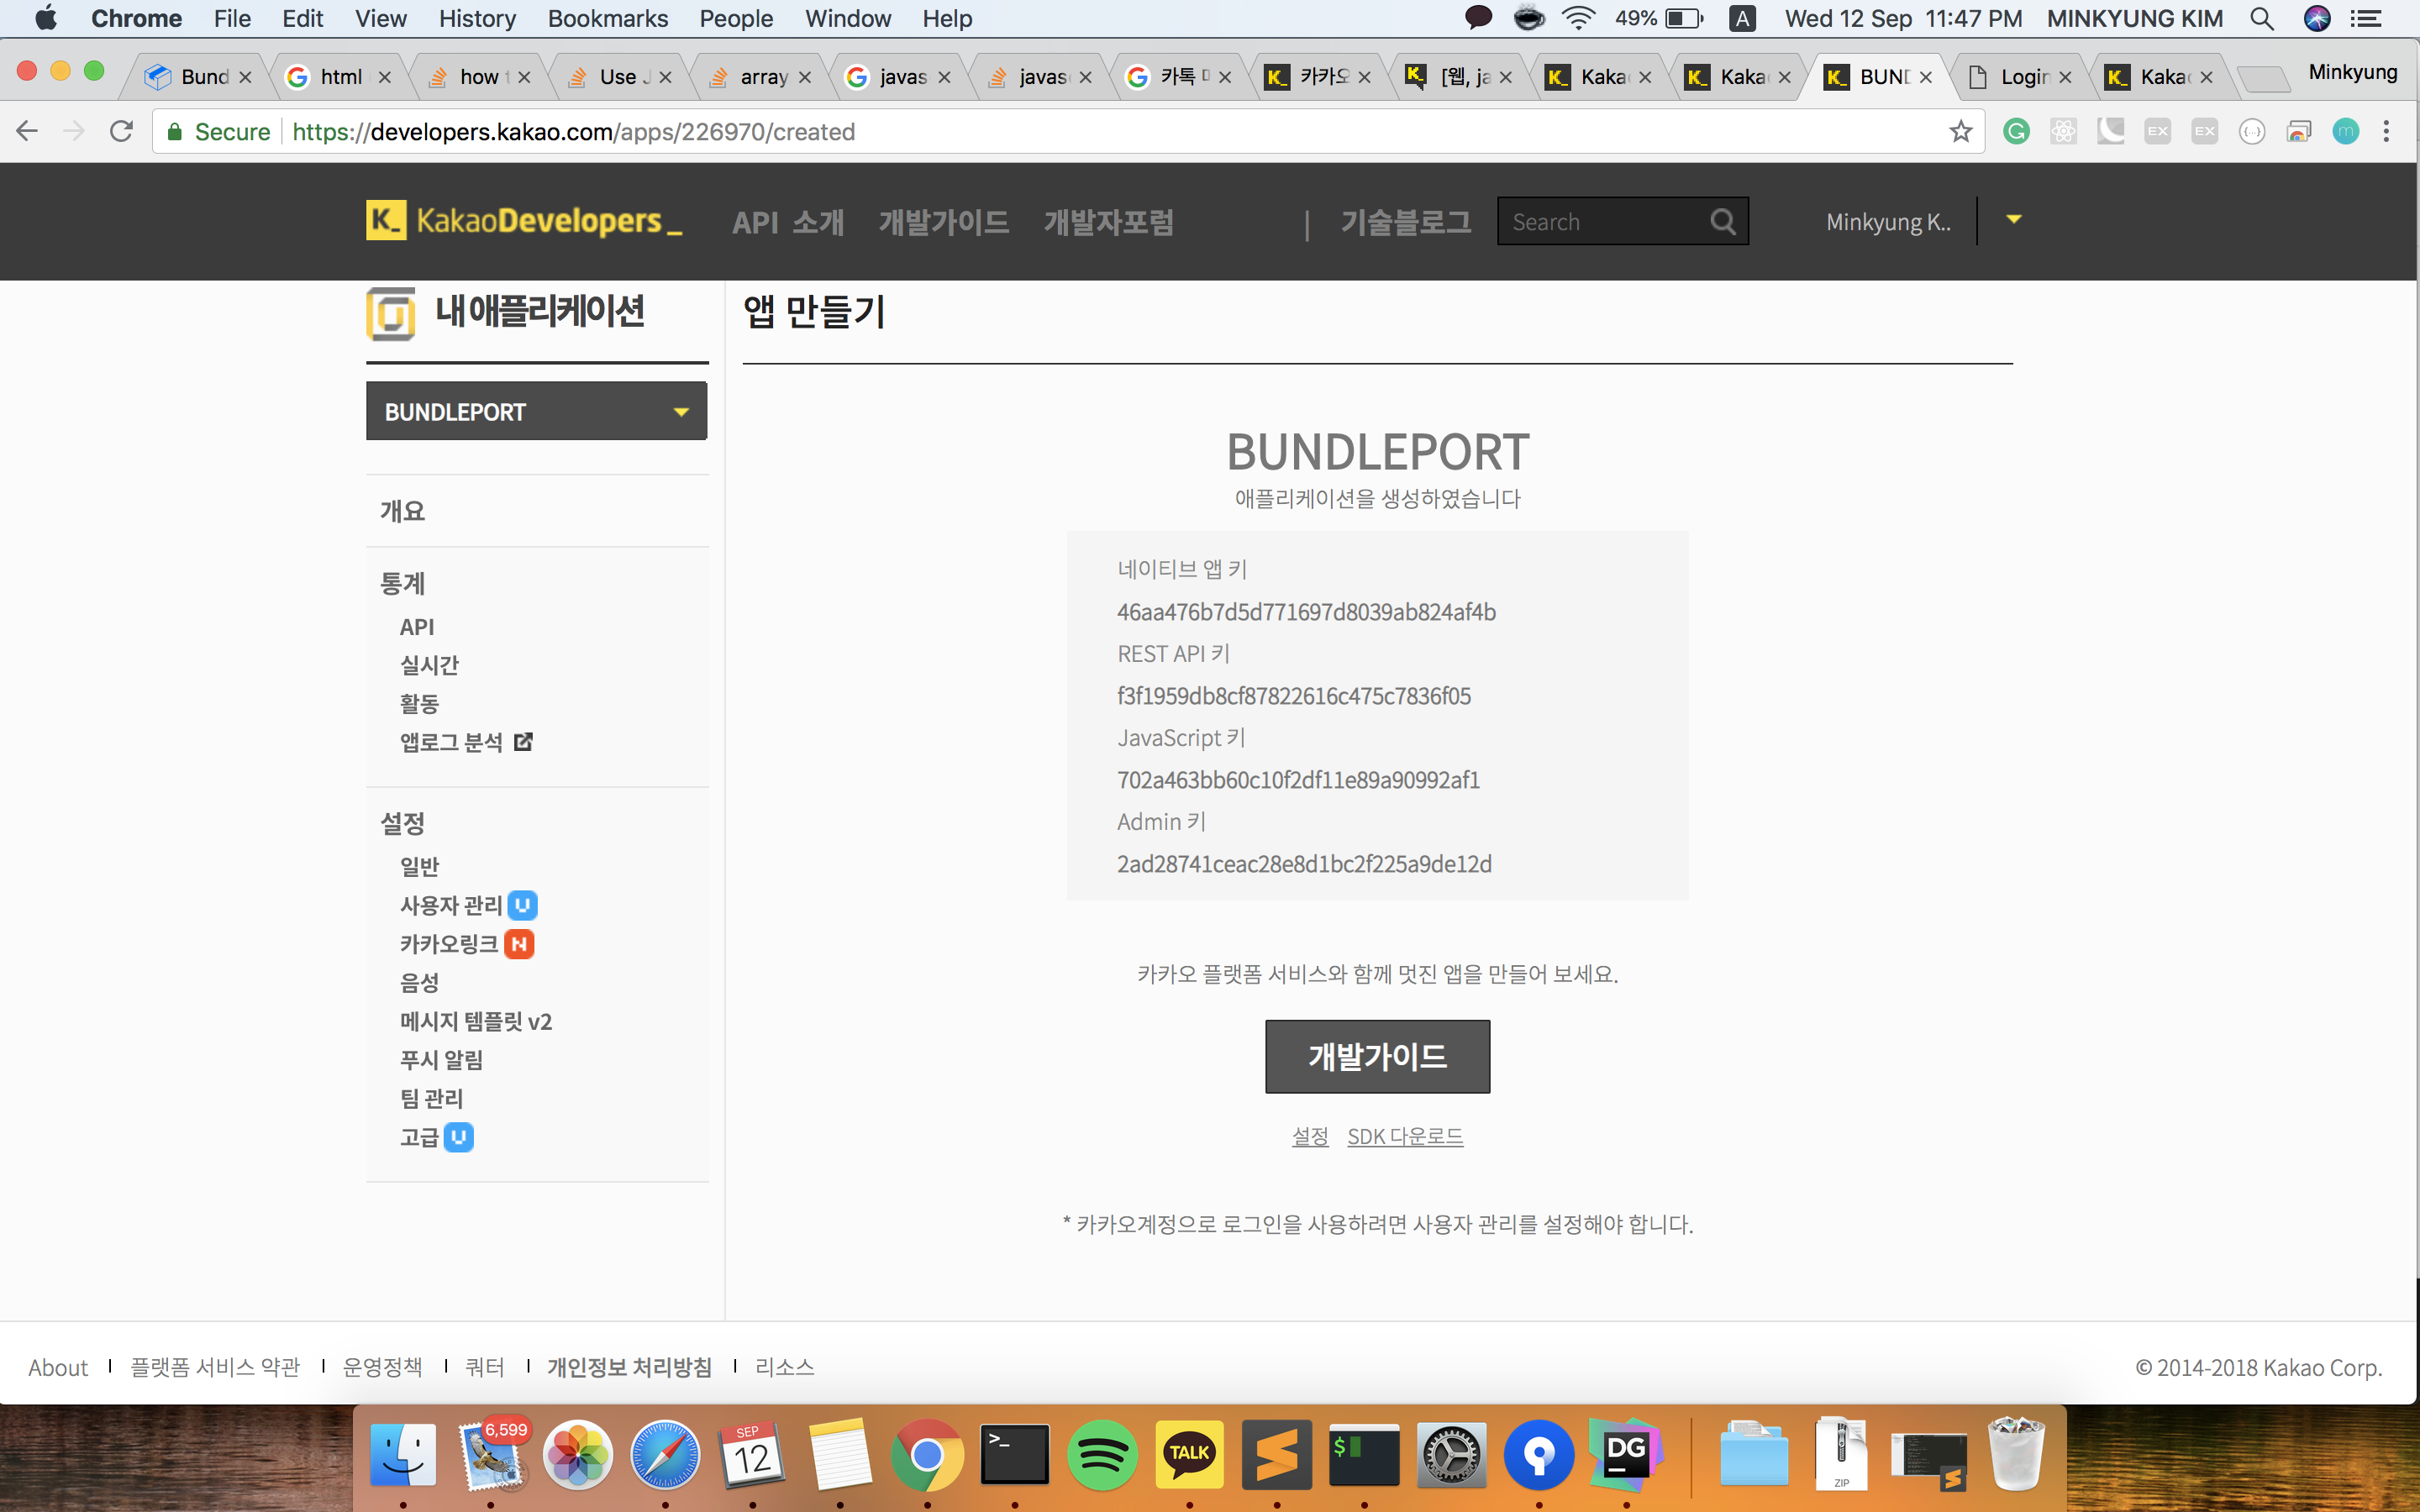 Chrome File Edit View History Bookmarks People Window Help 49% A Wed 12 Sep 11:47 PM MINKYUNG KIM
Bund html how Use array javas javas 카톡 카카오 [웹, ja Kaka Kaka BUND Login Kaka Minkyung
Secure https://developers.kakao.com/apps/226970/created
K_ KakaoDevelopers_ API 소개 개발가이드 개발자포럼 | 기술블로그 Search Minkyung K..
내 애플리케이션
앱 만들기
BUNDLEPORT
개요
통계
API
실시간
활동
앱로그 분석
설정
일반
사용자 관리 U
카카오링크 N
음성
메시지 템플릿 v2
푸시 알림
팀 관리
고급 U
BUNDLEPORT
애플리케이션을 생성하였습니다
네이티브 앱 키
46aa476b7d5d771697d8039ab824af4b
REST API 키
f3f1959db8cf87822616c475c7836f05
JavaScript 키
702a463bb60c10f2df11e89a90992af1
Admin 키
2ad28741ceac28e8d1bc2f225a9de12d
카카오 플랫폼 서비스와 함께 멋진 앱을 만들어 보세요.
개발가이드
설정 SDK 다운로드
* 카카오계정으로 로그인을 사용하려면 사용자 관리를 설정해야 합니다.
About | 플랫폼 서비스 약관 | 운영정책 | 쿼터 | 개인정보 처리방침 | 리소스 © 2014-2018 Kakao Corp.
6,599 SEP 12 >_ TALK $ DG ZIP